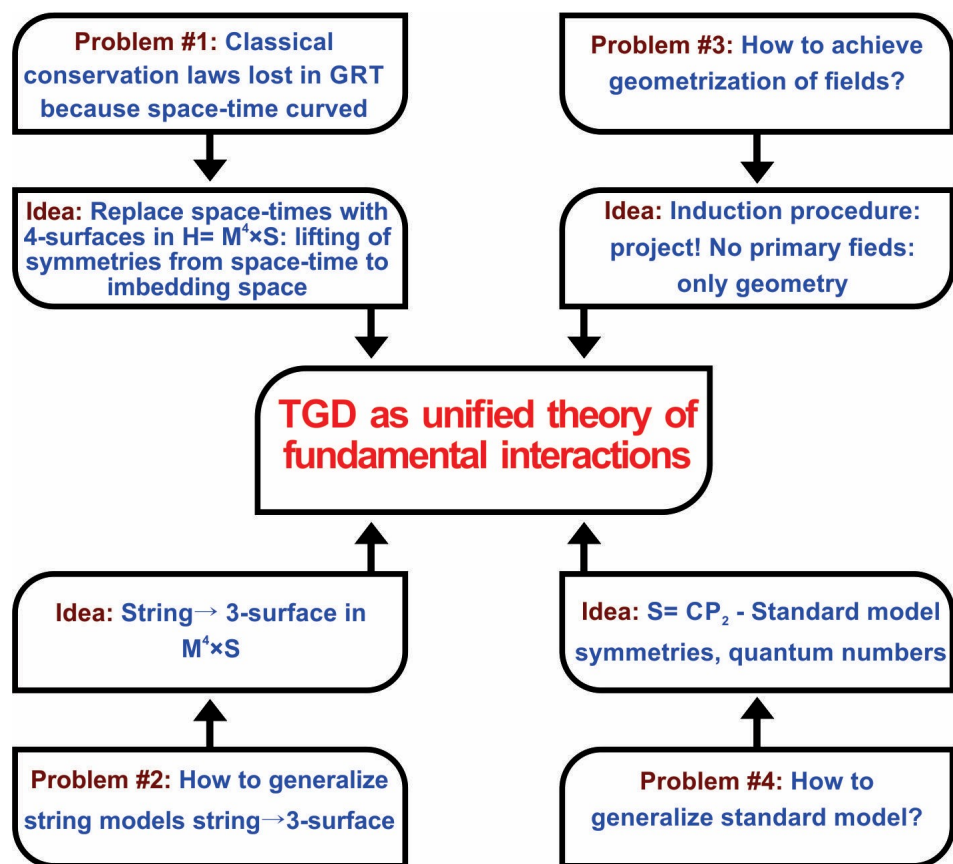 Problem #1: Classical
conservation laws lost in GRT
because space-time curved
Problem #3: How to achieve
geometrization of fields?
Idea: Replace space-times with
4-surfaces in H= M⁴×S: lifting of
symmetries from space-time to
imbedding space
Idea: Induction procedure:
project! No primary fieds:
only geometry
TGD as unified theory of
fundamental interactions
Idea: String→ 3-surface in
M⁴×S
Idea: S= CP₂ - Standard model
symmetries, quantum numbers
Problem #2: How to generalize
string models string→3-surface
Problem #4: How to
generalize standard model?